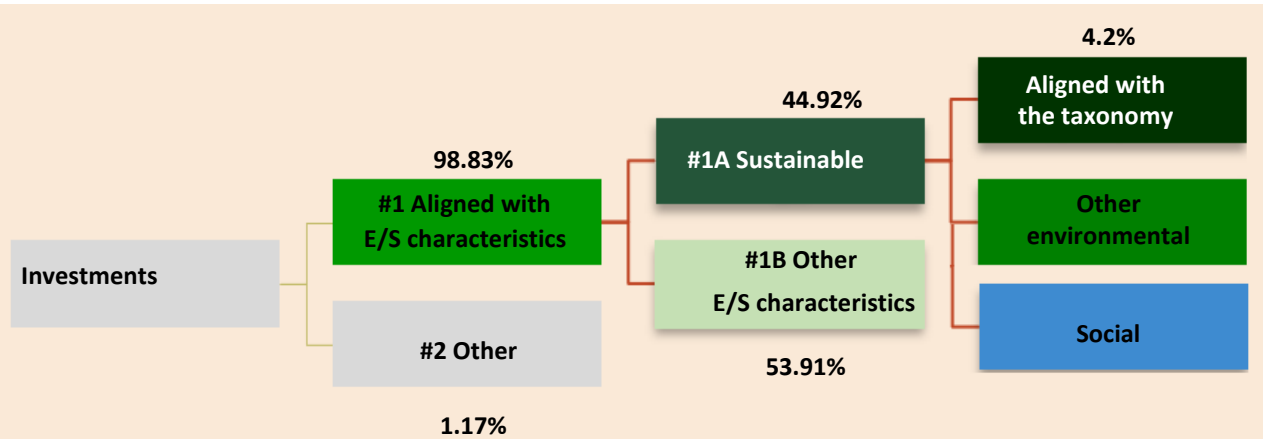 4.2%
Aligned with
the taxonomy
44.92%
#1A Sustainable
98.83%
#1 Aligned with
E/S characteristics
Other
environmental
Investments
#1B Other
E/S characteristics
#2 Other
Social
53.91%
1.17%